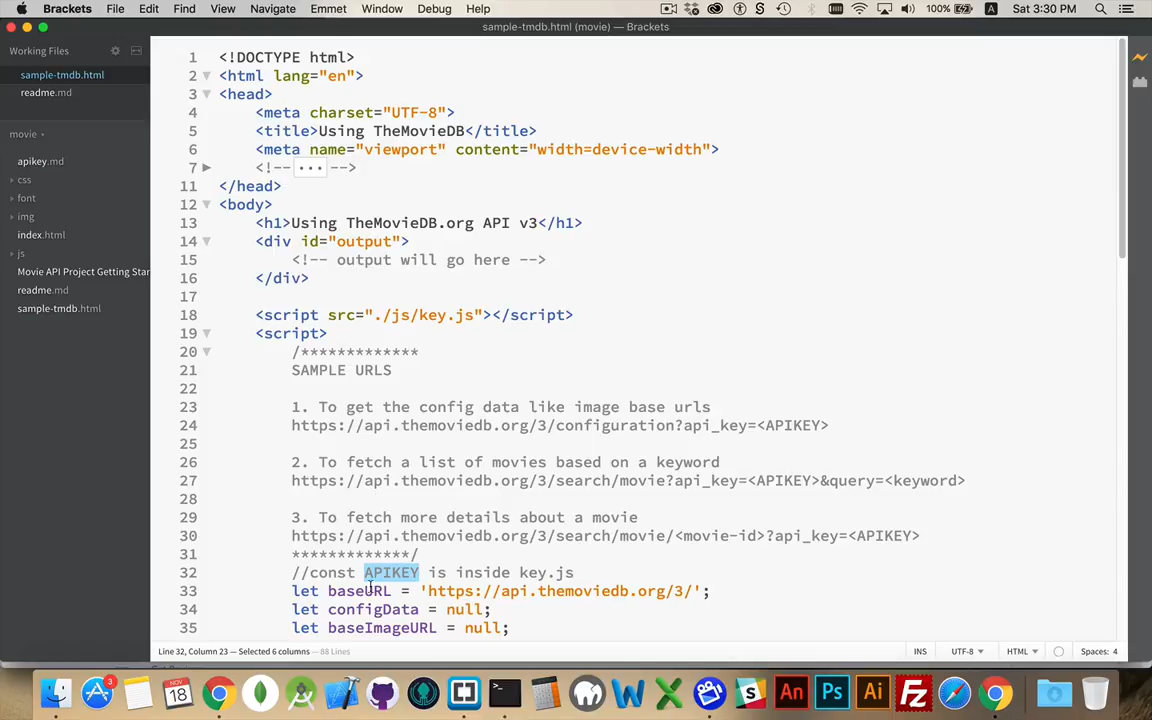 Brackets File Edit Find View Navigate Emmet Window Debug Help 100% A Sat 3:30 PM
sample-tmdb.html (movie) — Brackets
Working Files
sample-tmdb.html
readme.md
movie
apikey.md
css
font
img
index.html
js
Movie API Project Getting Star
readme.md
sample-tmdb.html
1 <!DOCTYPE html>
2 <html lang="en">
3 <head>
4 <meta charset="UTF-8">
5 <title>Using TheMovieDB</title>
6 <meta name="viewport" content="width=device-width">
7 <!-- ... -->
11 </head>
12 <body>
13 <h1>Using TheMovieDB.org API v3</h1>
14 <div id="output">
15 <!-- output will go here -->
16 </div>
17
18 <script src="./js/key.js"></script>
19 <script>
20 /*************
21 SAMPLE URLS
22
23 1. To get the config data like image base urls
24 https://api.themoviedb.org/3/configuration?api_key=<APIKEY>
25
26 2. To fetch a list of movies based on a keyword
27 https://api.themoviedb.org/3/search/movie?api_key=<APIKEY>&query=<keyword>
28
29 3. To fetch more details about a movie
30 https://api.themoviedb.org/3/search/movie/<movie-id>?api_key=<APIKEY>
31 *************/
32 //const APIKEY is inside key.js
33 let baseURL = 'https://api.themoviedb.org/3/';
34 let configData = null;
35 let baseImageURL = null;
Line 32, Column 23 — Selected 6 columns — 88 Lines INS UTF-8 HTML Spaces: 4
3 NOV 18 W X S An Ps Ai Fz